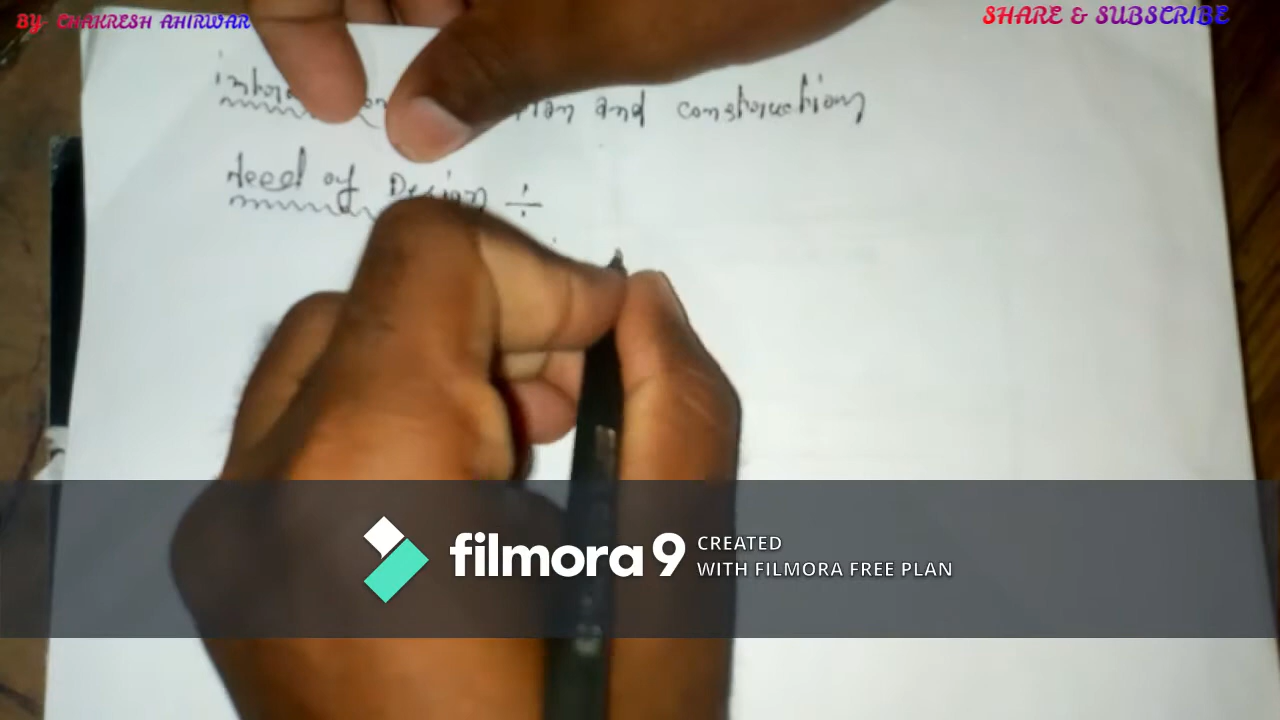 BY- CHAKRESH AHIRWAR
SHARE & SUBSCRIBE
and construction
Need of Design ÷
filmora9 CREATED
WITH FILMORA FREE PLAN